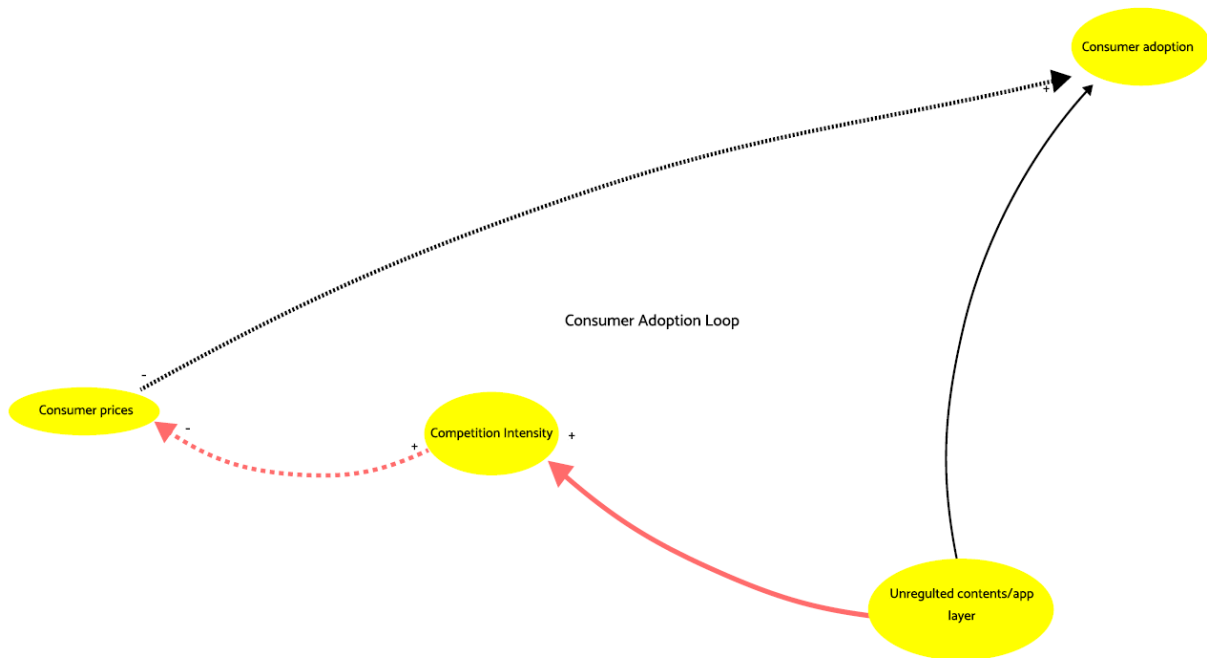 Consumer adoption
+
Consumer Adoption Loop
-
Consumer prices
-
+
Competition Intensity
+
Unregulted contents/app
layer